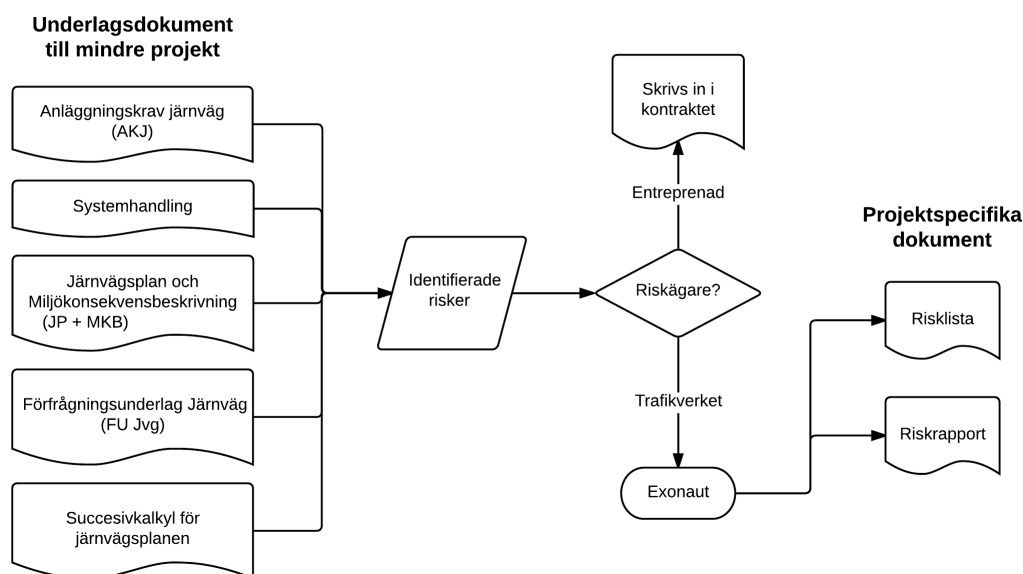 Underlagsdokument
till mindre projekt
Anläggningskrav järnväg
(AKJ)
Systemhandling
Järnvägsplan och
Miljökonsekvensbeskrivning
(JP + MKB)
Förfrågningsunderlag Järnväg
(FU Jvg)
Succesivkalkyl för
järnvägsplanen
Identifierade
risker
Skrivs in i
kontraktet
Entreprenad
Riskägare?
Trafikverket
Exonaut
Projektspecifika
dokument
Risklista
Riskrapport